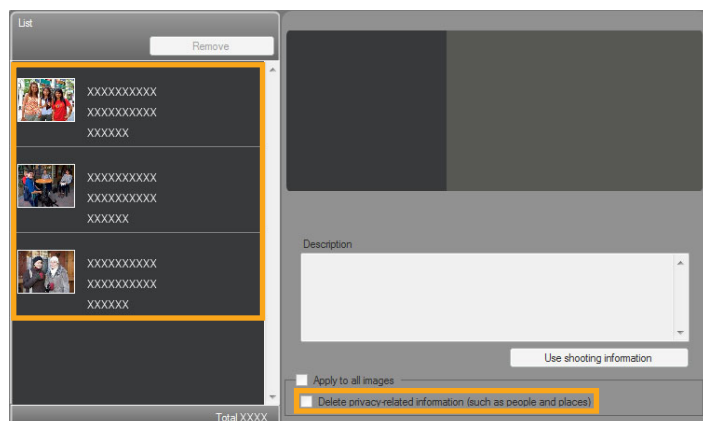 List
Remove
XXXXXXXXXX
XXXXXXXXXX
XXXXXX
XXXXXXXXXX
XXXXXXXXXX
XXXXXX
XXXXXXXXXX
XXXXXXXXXX
XXXXXX
Total XXXX
Description
Use shooting information
Apply to all images
Delete privacy-related information (such as people and places)